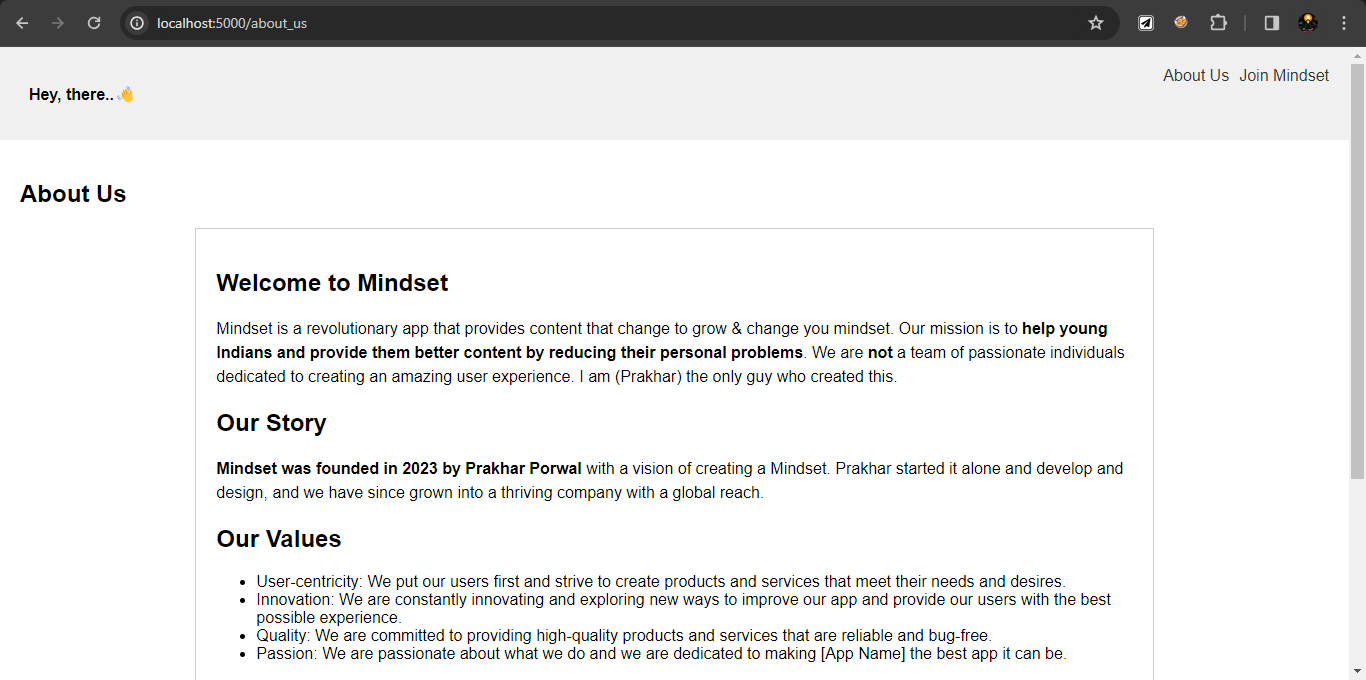 localhost:5000/about_us
About Us Join Mindset
Hey, there..👋
About Us
Welcome to Mindset
Mindset is a revolutionary app that provides content that change to grow & change you mindset. Our mission is to help young
Indians and provide them better content by reducing their personal problems. We are not a team of passionate individuals
dedicated to creating an amazing user experience. I am (Prakhar) the only guy who created this.
Our Story
Mindset was founded in 2023 by Prakhar Porwal with a vision of creating a Mindset. Prakhar started it alone and develop and
design, and we have since grown into a thriving company with a global reach.
Our Values
• User-centricity: We put our users first and strive to create products and services that meet their needs and desires.
• Innovation: We are constantly innovating and exploring new ways to improve our app and provide our users with the best
possible experience.
• Quality: We are committed to providing high-quality products and services that are reliable and bug-free.
• Passion: We are passionate about what we do and we are dedicated to making [App Name] the best app it can be.